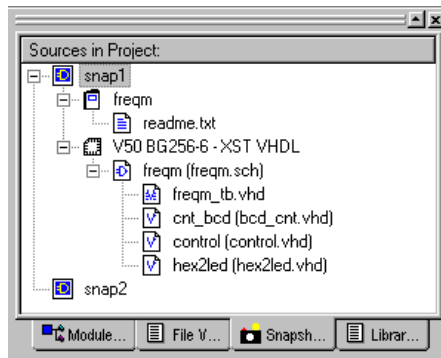 Sources in Project:
snap1
freqm
readme.txt
V50 BG256-6 - XST VHDL
freqm (freqm.sch)
freqm_tb.vhd
cnt_bcd (bcd_cnt.vhd)
control (control.vhd)
hex2led (hex2led.vhd)
snap2
Module... File V... Snapsh... Librar...